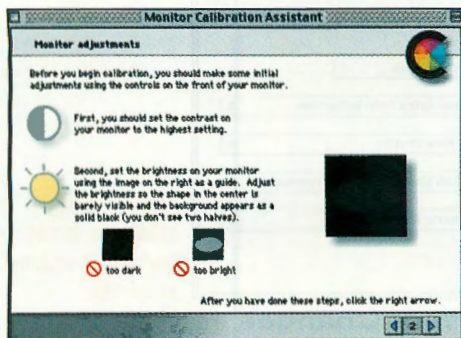 Monitor Calibration Assistant
Monitor adjustments
Before you begin calibration, you should make some initial
adjustments using the controls on the front of your monitor.
First, you should set the contrast on
your monitor to the highest setting.
Second, set the brightness on your monitor
using the image on the right as a guide. Adjust
the brightness so the shape in the center is
barely visible and the background appears as a
solid black (you don't see two halves).
too dark
too bright
After you have done these steps, click the right arrow.
2